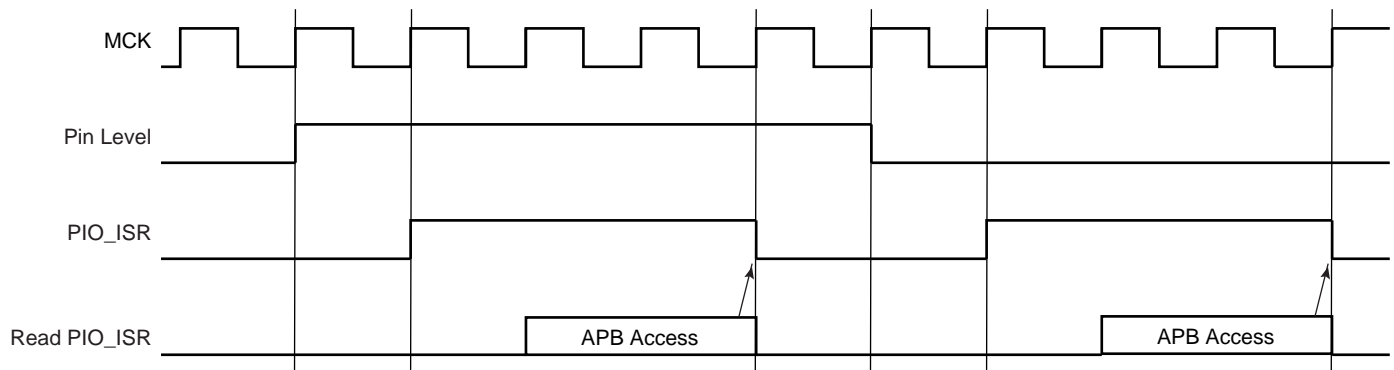 MCK
Pin Level
PIO_ISR
Read PIO_ISR
APB Access
APB Access